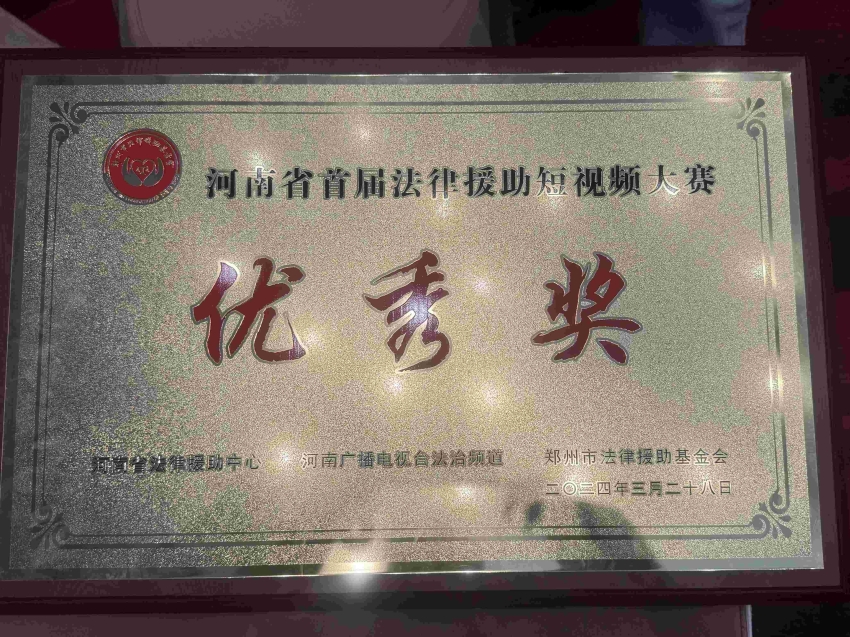 河南省首届法律援助短视频大赛
优秀奖
河南省法律援助中心 河南广播电视台法治频道 郑州市法律援助基金会
二〇二四年三月二十八日